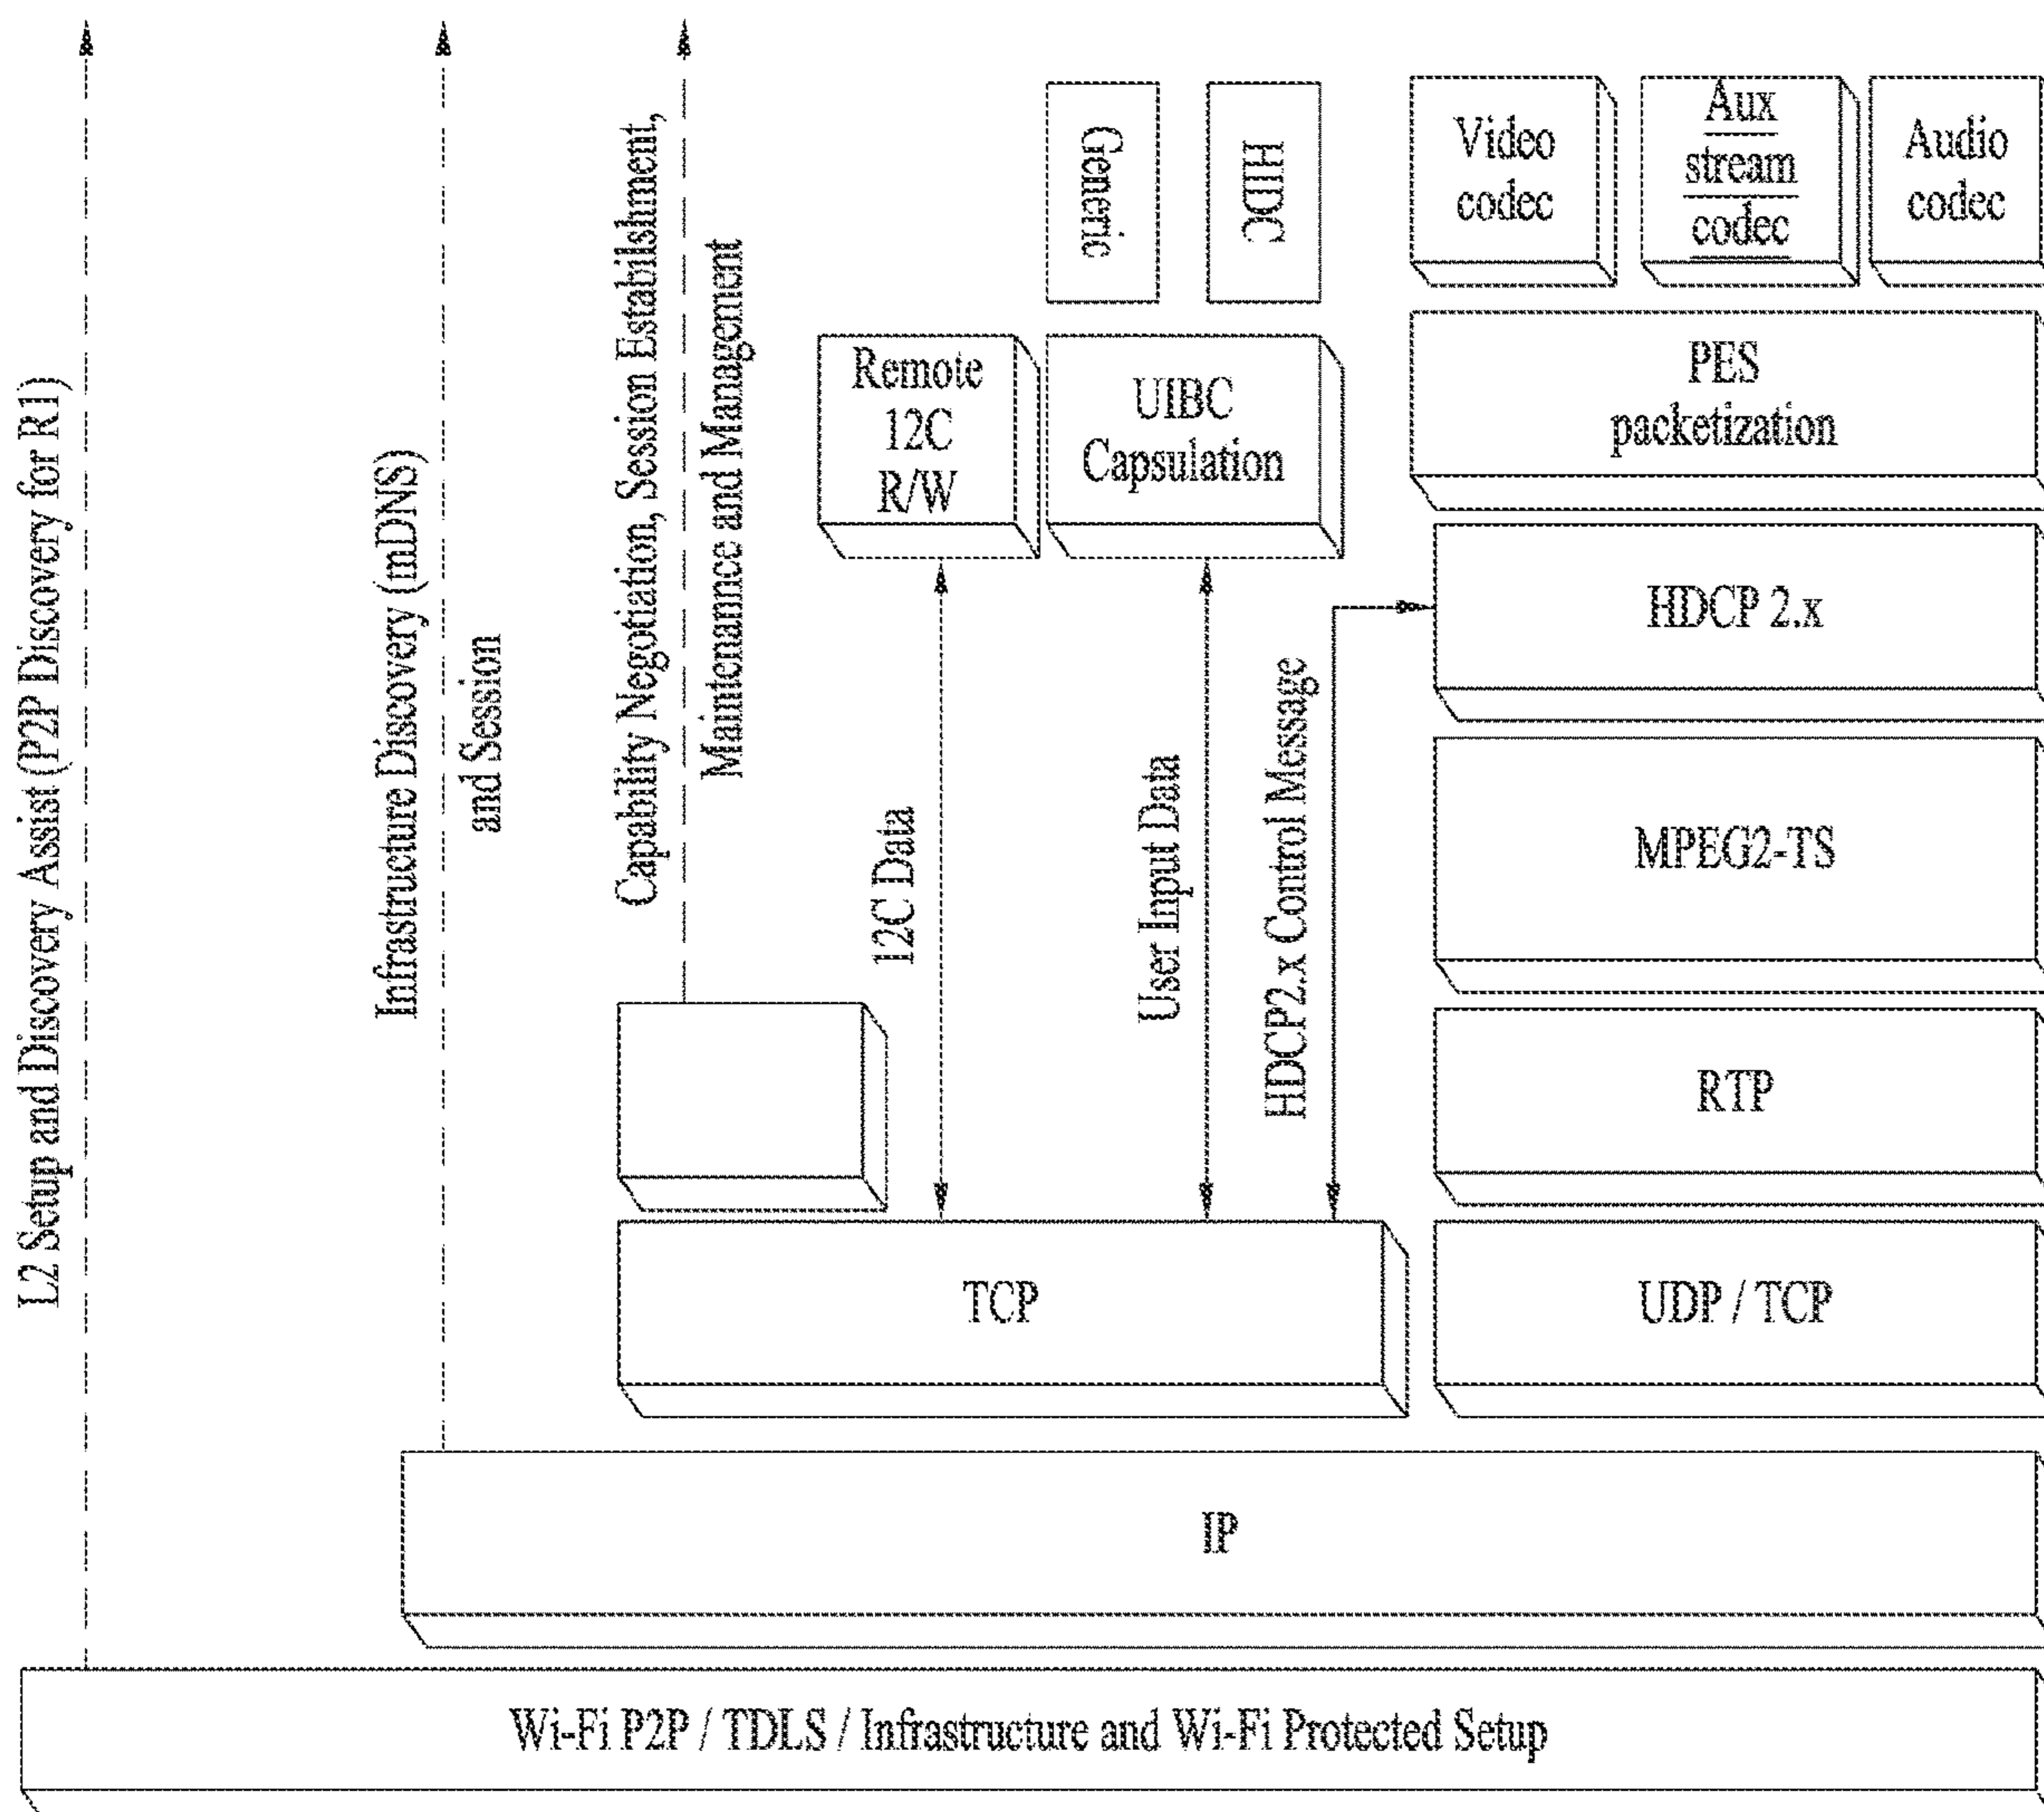 L2 Setup and Discovery Assist (P2P Discovery for R1)
Infrastructure Discovery (mDNS)
and Session
Capability Negotiation, Session Estabilshment,
Maintenance and Management
Generic
HIDC
Video
codec
Aux
stream
codec
Audio
codec
Remote
12C
R/W
UIBC
Capsulation
PES
packetization
12C Data
User Input Data
HDCP2.x Control Message
HDCP 2.x
MPEG2-TS
RTP
TCP
UDP / TCP
IP
Wi-Fi P2P / TDLS / Infrastructure and Wi-Fi Protected Setup